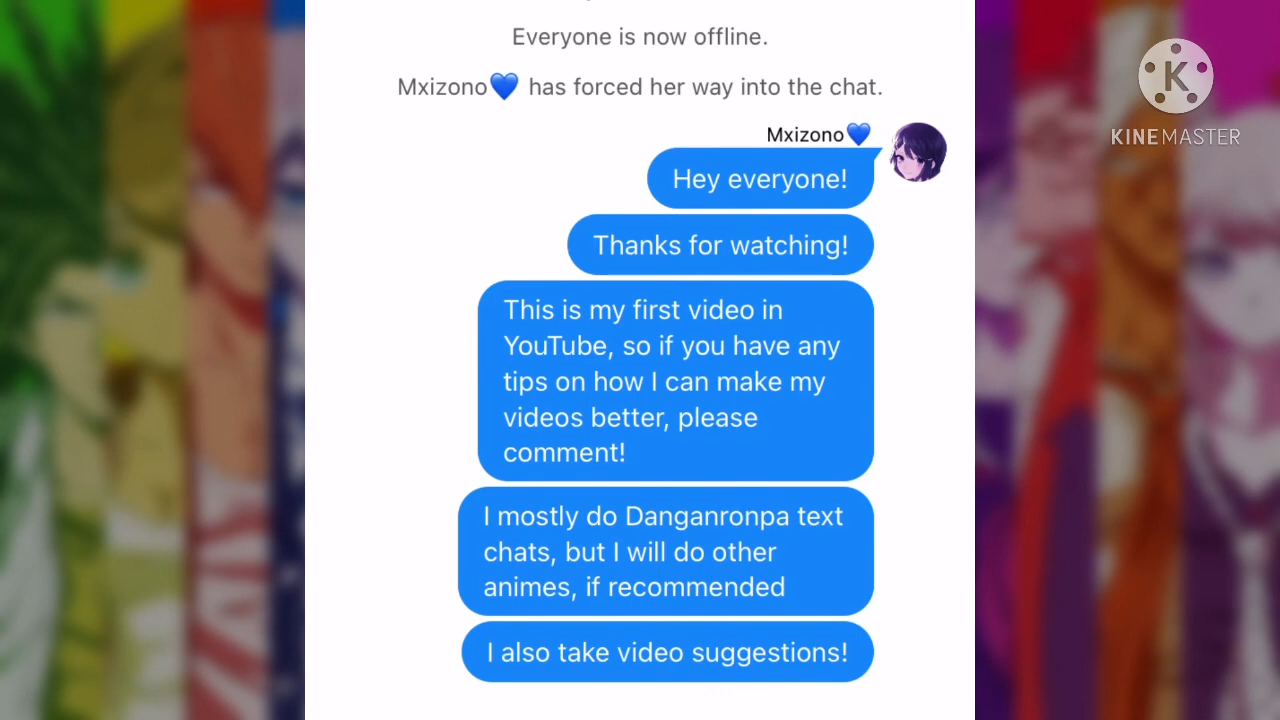 Everyone is now offline.
Mxizono💙 has forced her way into the chat.
Mxizono💙
Hey everyone!
Thanks for watching!
This is my first video in
YouTube, so if you have any
tips on how I can make my
videos better, please
comment!
I mostly do Danganronpa text
chats, but I will do other
animes, if recommended
I also take video suggestions!
K
KINEMASTER